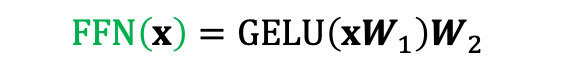 FFN(x) = GELU(xW₁)W₂